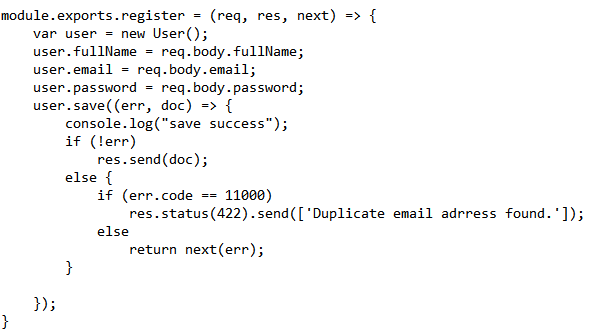 module.exports.register = (req, res, next) => {
    var user = new User();
    user.fullName = req.body.fullName;
    user.email = req.body.email;
    user.password = req.body.password;
    user.save((err, doc) => {
        console.log("save success");
        if (!err)
            res.send(doc);
        else {
            if (err.code == 11000)
                res.status(422).send(['Duplicate email adrress found.']);
            else
                return next(err);
        }

    });
}